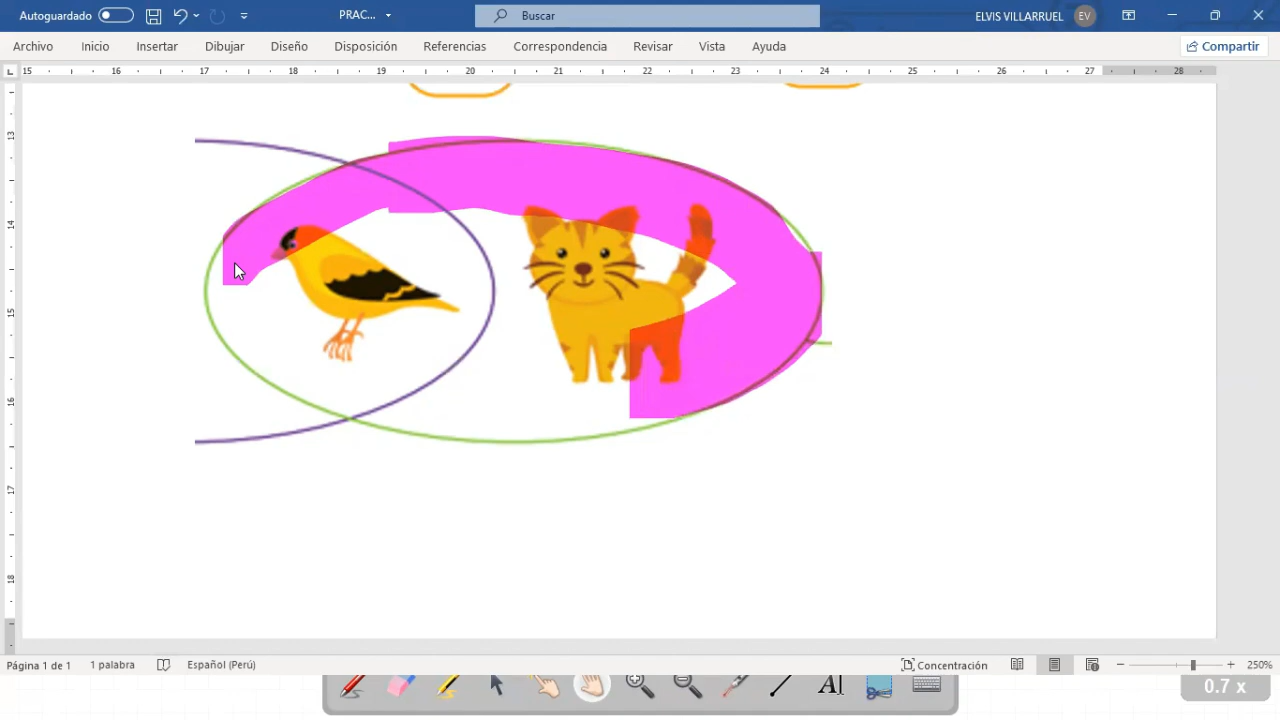 Autoguardado PRAC... Buscar ELVIS VILLARRUEL EV
Archivo Inicio Insertar Dibujar Diseño Disposición Referencias Correspondencia Revisar Vista Ayuda Compartir
15 16 17 18 19 20 21 22 23 24 25 26 27 28
13
14
15
16
17
18
Página 1 de 1 1 palabra Español (Perú) Concentración 250%
AI 0.7 x